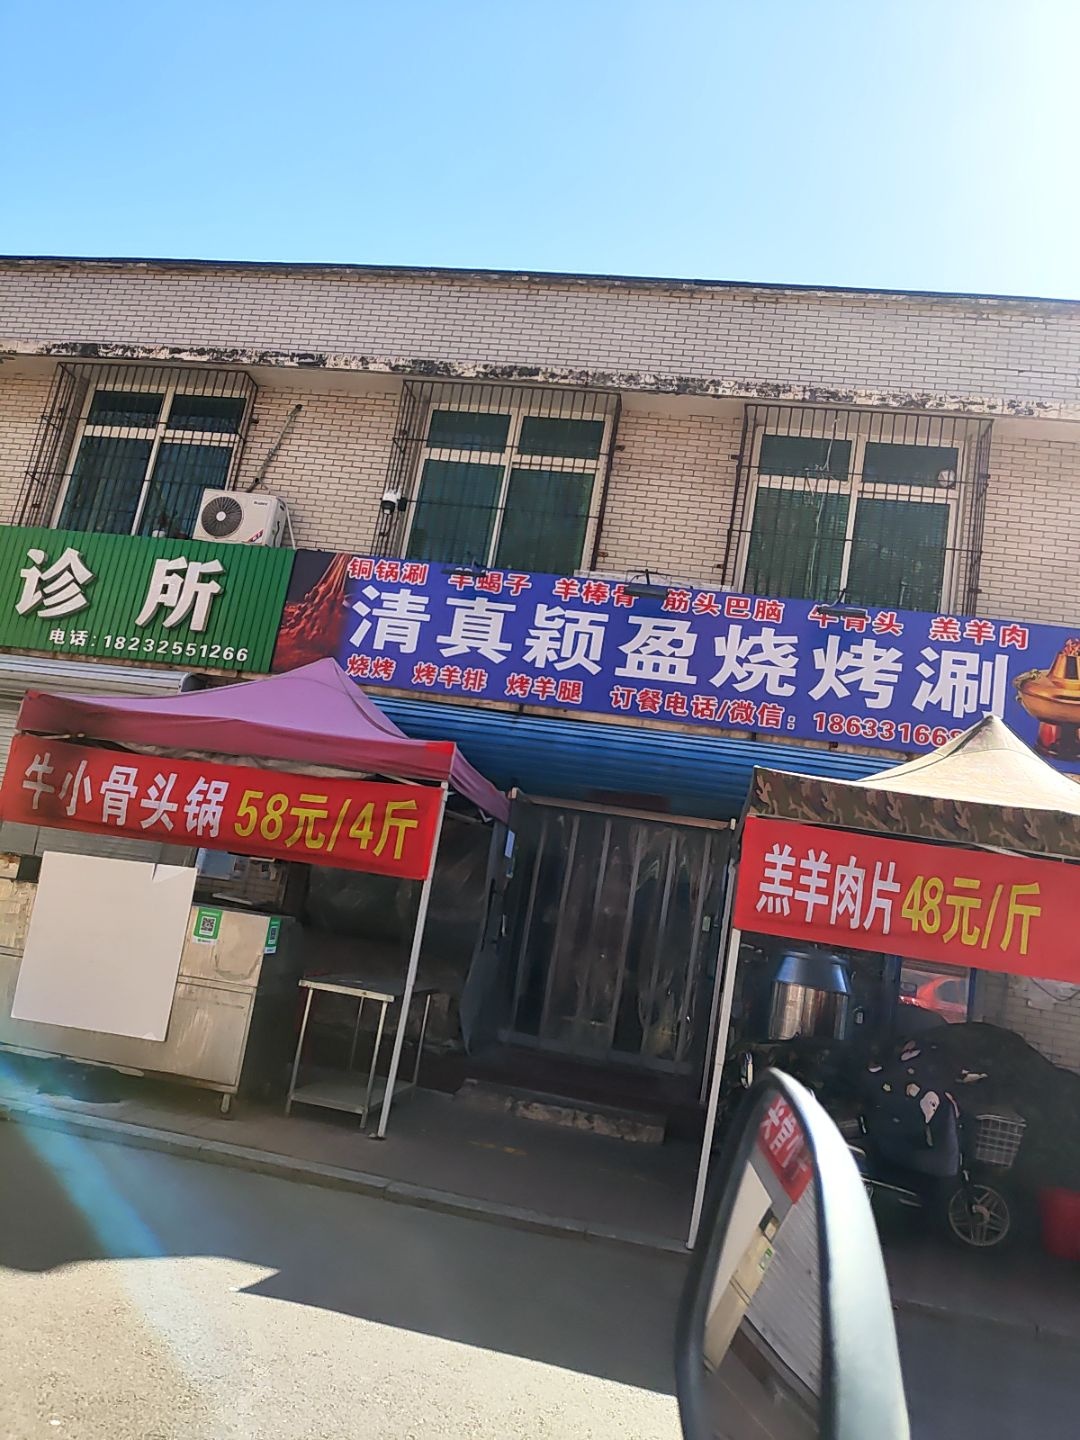 诊所
电话:18232551266
铜锅涮 羊蝎子 羊棒骨 筋头巴脑 牛骨头 羔羊肉
清真颖盈烧烤涮
烧烤 烤羊排 烤羊腿 订餐电话/微信：186331668
牛小骨头锅58元/4斤
羔羊肉片48元/斤